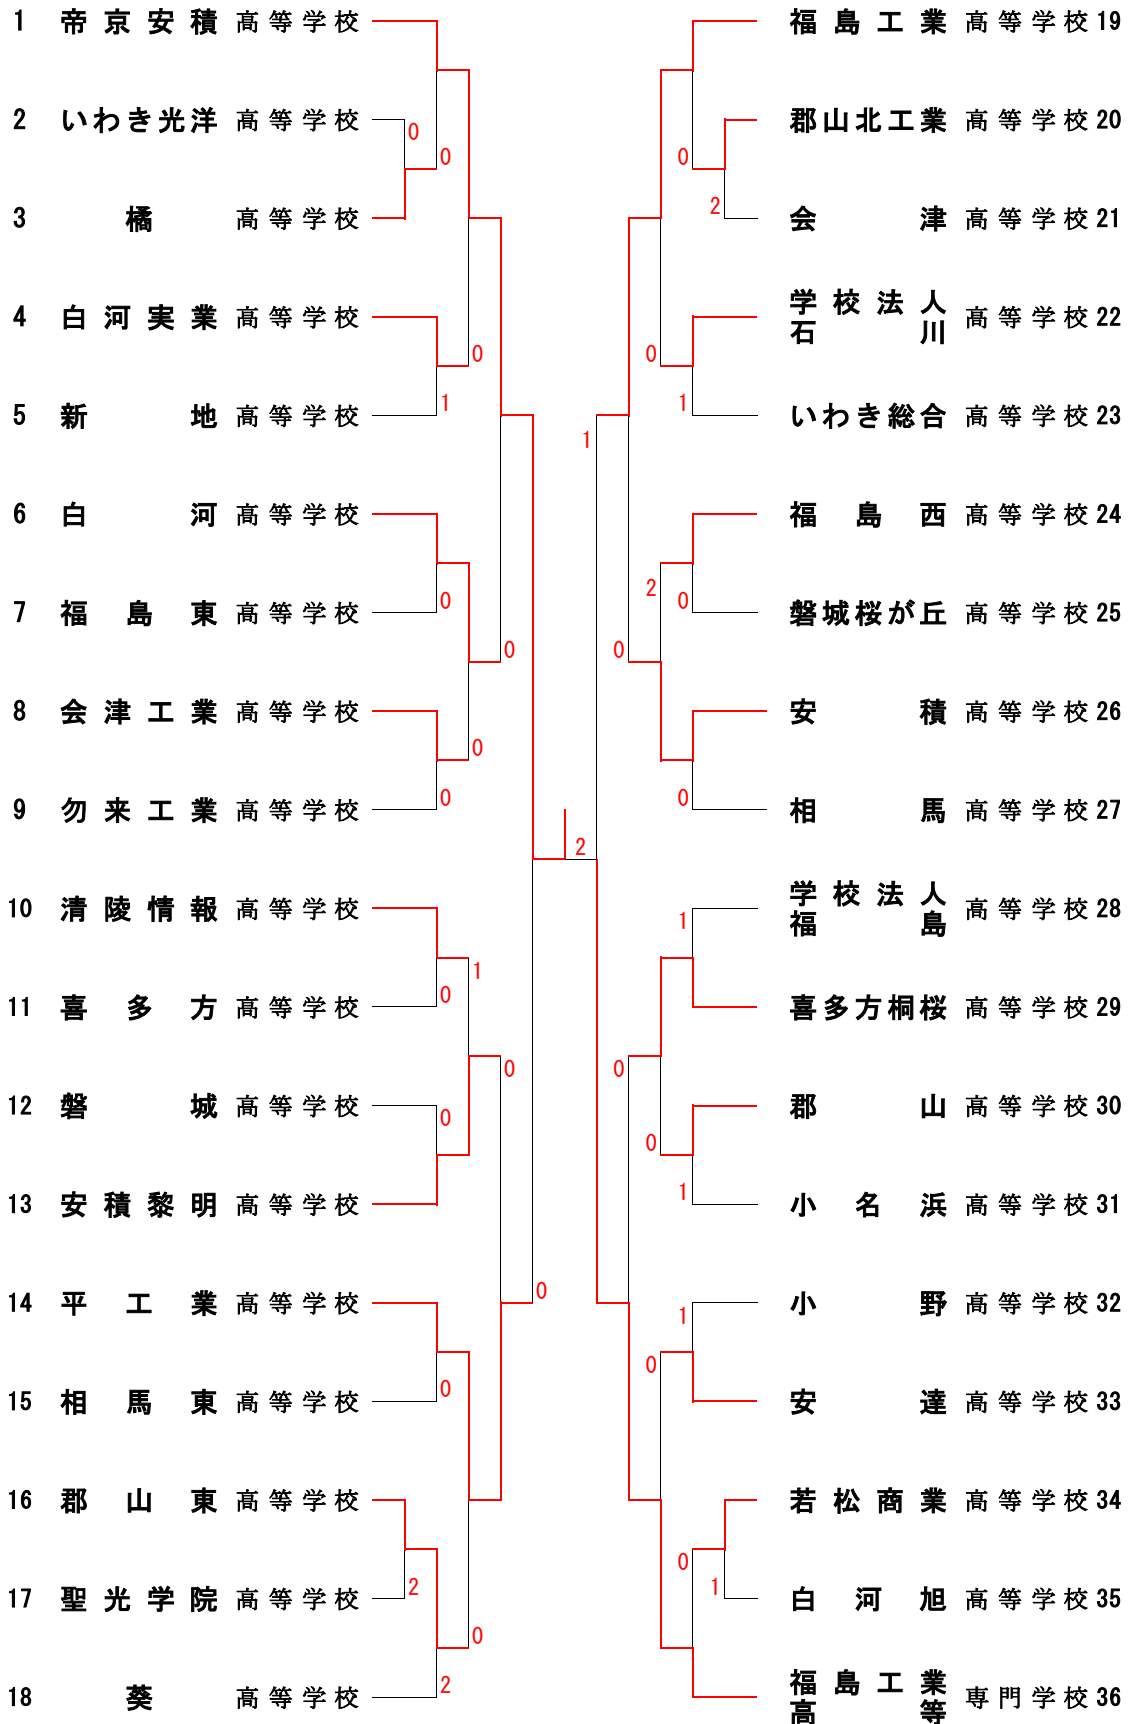 1 帝京安積 高等学校
0
2 いわき光洋 高等学校
0
3 橘 高等学校
0
4 白河実業 高等学校
1
5 新地 高等学校
0
6 白河 高等学校
0
7 福島東 高等学校
0
8 会津工業 高等学校
0
9 勿来工業 高等学校
2
10 清陵情報 高等学校
1
0
11 喜多方 高等学校
0
12 磐城 高等学校
0
13 安積黎明 高等学校
0
14 平工業 高等学校
0
15 相馬東 高等学校
16 郡山東 高等学校
2
17 聖光学院 高等学校
0
2
18 葵 高等学校
福島工業 高等学校 19
郡山北工業 高等学校 20
0
2
会津 高等学校 21
学校法人
石川 高等学校 22
0
1
いわき総合 高等学校 23
1
福島西 高等学校 24
2
0
磐城桜が丘 高等学校 25
0
安積 高等学校 26
0
相馬 高等学校 27
学校法人
福島 高等学校 28
1
喜多方桐桜 高等学校 29
0
郡山 高等学校 30
0
1
小名浜 高等学校 31
小野 高等学校 32
1
0
安達 高等学校 33
若松商業 高等学校 34
0
1
白河旭 高等学校 35
福島工業
高等 専門学校 36